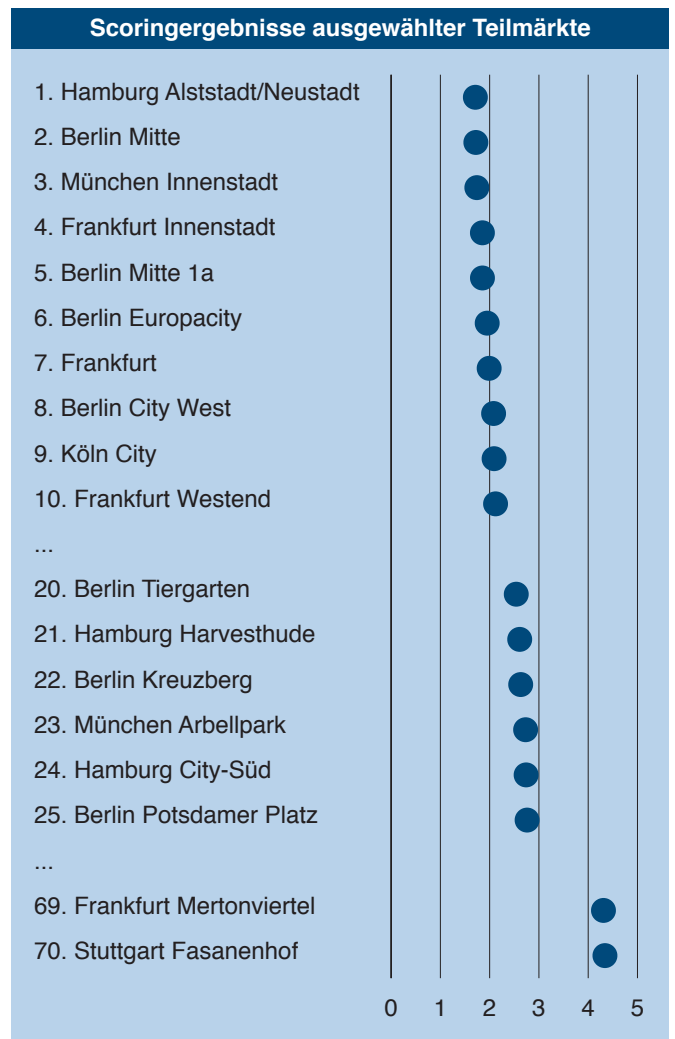 Scoringergebnisse ausgewählter Teilmärkte
1. Hamburg Alststadt/Neustadt
2. Berlin Mitte
3. München Innenstadt
4. Frankfurt Innenstadt
5. Berlin Mitte 1a
6. Berlin Europacity
7. Frankfurt
8. Berlin City West
9. Köln City
10. Frankfurt Westend
...
20. Berlin Tiergarten
21. Hamburg Harvesthude
22. Berlin Kreuzberg
23. München Arbellpark
24. Hamburg City-Süd
25. Berlin Potsdamer Platz
...
69. Frankfurt Mertonviertel
70. Stuttgart Fasanenhof
0 1 2 3 4 5